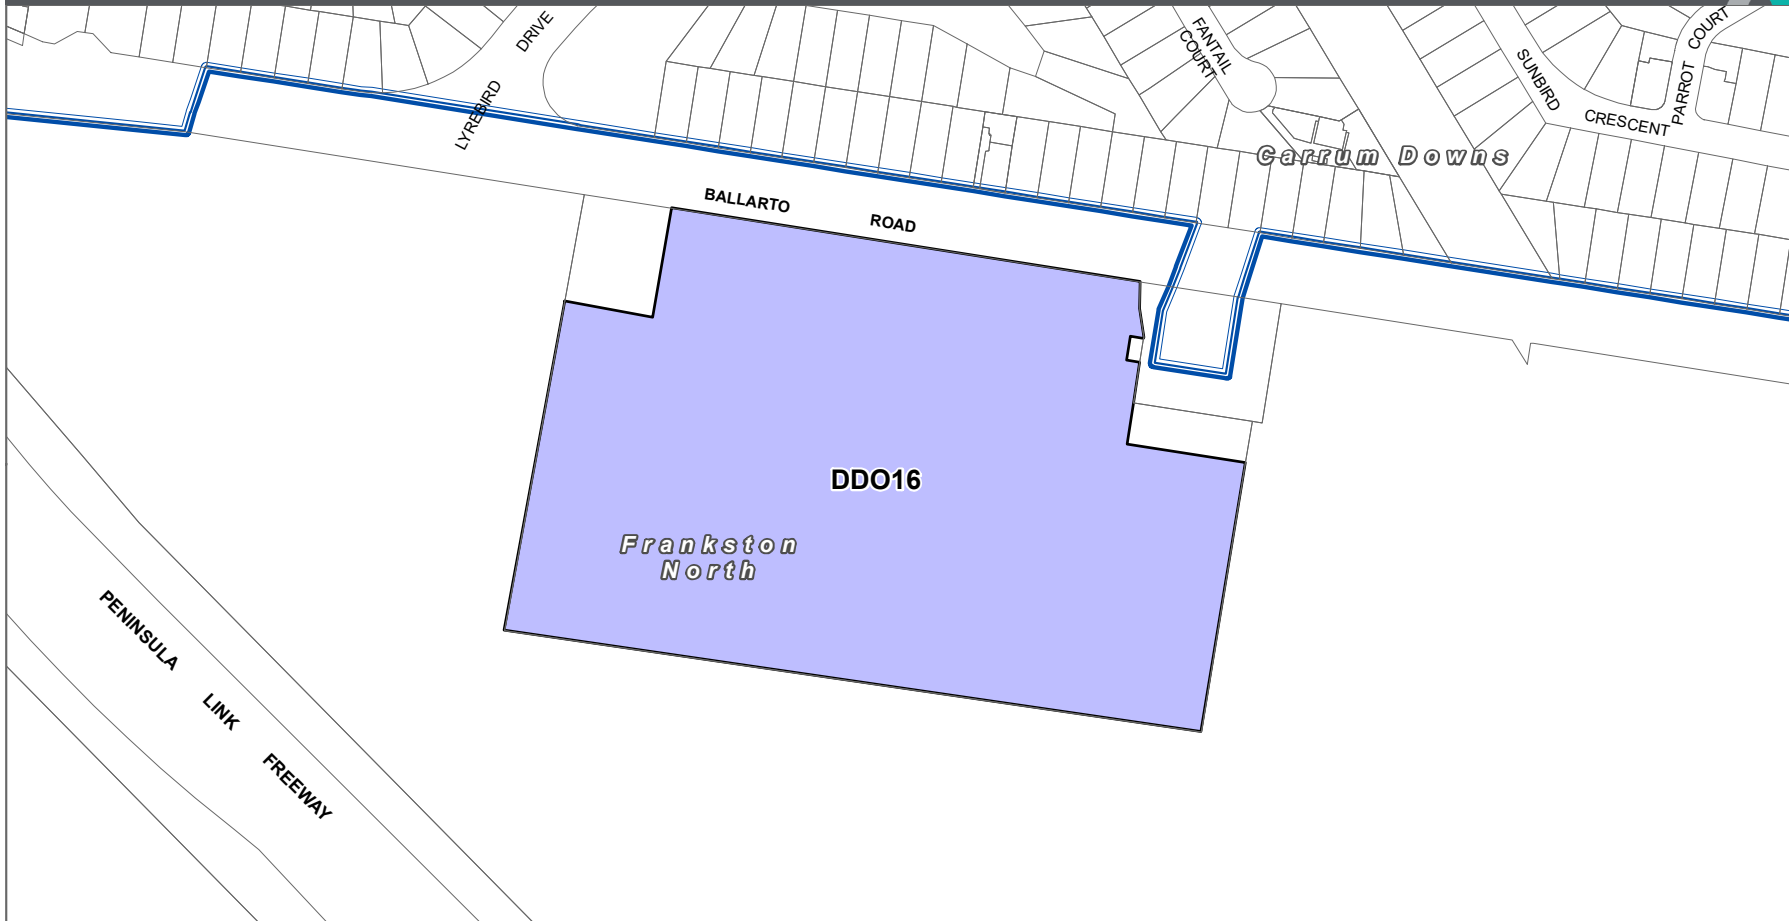 DRIVE
LYREBIRD
FANTAIL
COURT
SUNBIRD
CRESCENT
PARROT
COURT
Carrum Downs
BALLARTO ROAD
DDO16
Frankston
North
PENINSULA LINK FREEWAY